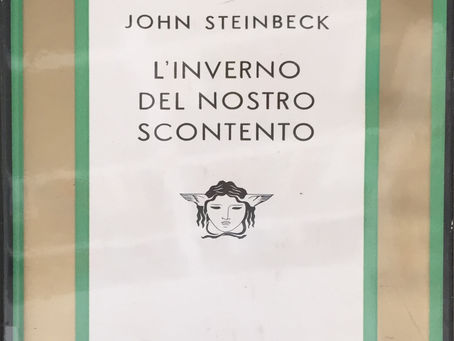 JOHN STEINBECK
L'INVERNO
DEL NOSTRO
SCONTENTO